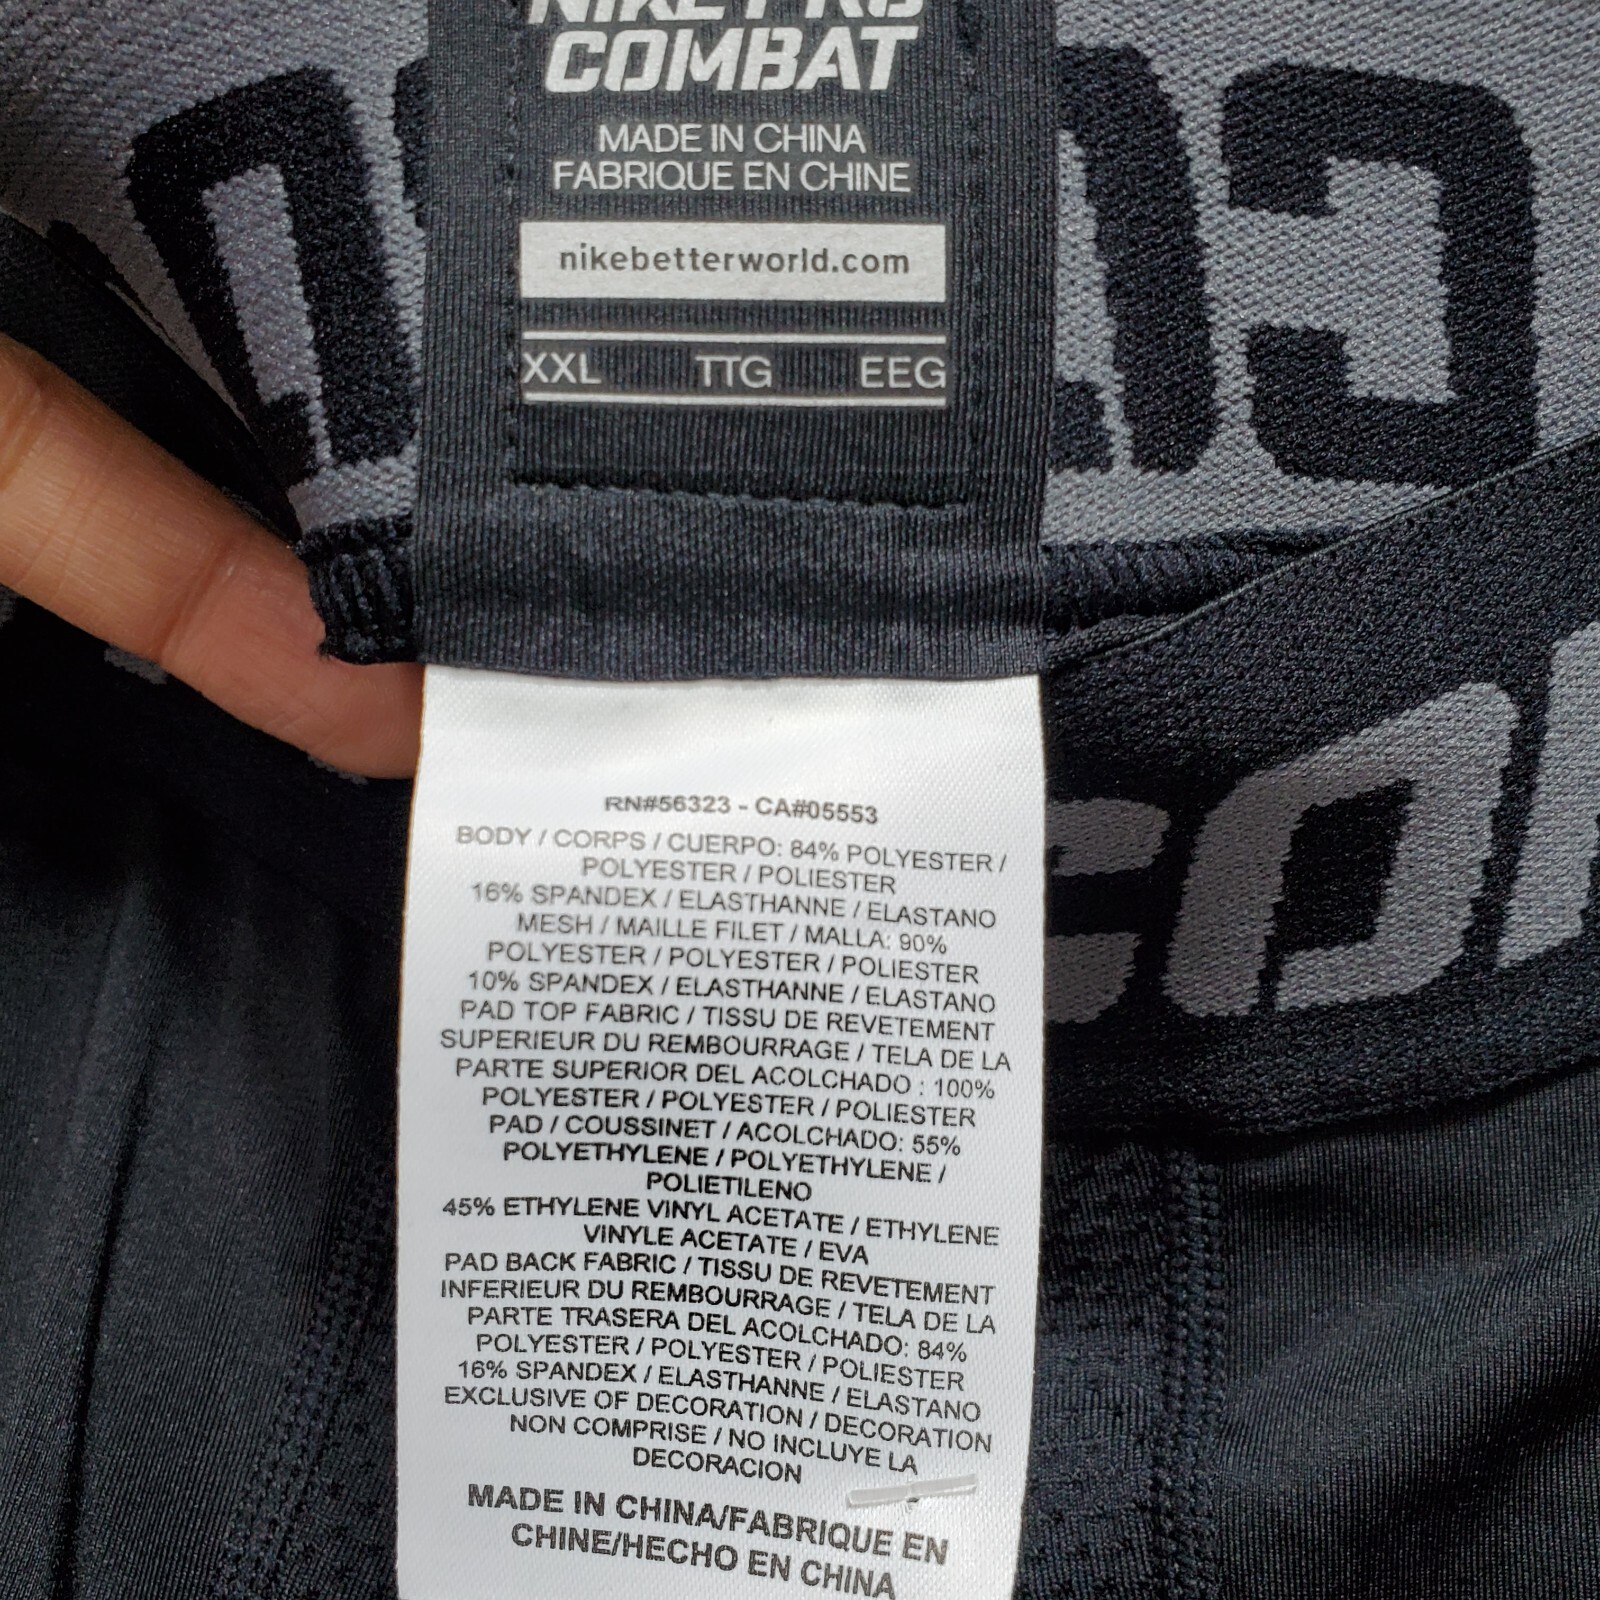 NIKE PRO
COMBAT
MADE IN CHINA
FABRIQUE EN CHINE
nikebetterworld.com
XXL TTG EEG
RN#56323 - CA#05553
BODY / CORPS / CUERPO: 84% POLYESTER /
POLYESTER / POLIESTER
16% SPANDEX / ELASTHANNE / ELASTANO
MESH / MAILLE FILET / MALLA: 90%
POLYESTER / POLYESTER / POLIESTER
10% SPANDEX / ELASTHANNE / ELASTANO
PAD TOP FABRIC / TISSU DE REVETEMENT
SUPERIEUR DU REMBOURRAGE / TELA DE LA
PARTE SUPERIOR DEL ACOLCHADO : 100%
POLYESTER / POLYESTER / POLIESTER
PAD / COUSSINET / ACOLCHADO: 55%
POLYETHYLENE / POLYETHYLENE /
POLIETILENO
45% ETHYLENE VINYL ACETATE / ETHYLENE
VINYLE ACETATE / EVA
PAD BACK FABRIC / TISSU DE REVETEMENT
INFERIEUR DU REMBOURRAGE / TELA DE LA
PARTE TRASERA DEL ACOLCHADO: 84%
POLYESTER / POLYESTER / POLIESTER
16% SPANDEX / ELASTHANNE / ELASTANO
EXCLUSIVE OF DECORATION / DECORATION
NON COMPRISE / NO INCLUYE LA
DECORACION
MADE IN CHINA/FABRIQUE EN
CHINE/HECHO EN CHINA